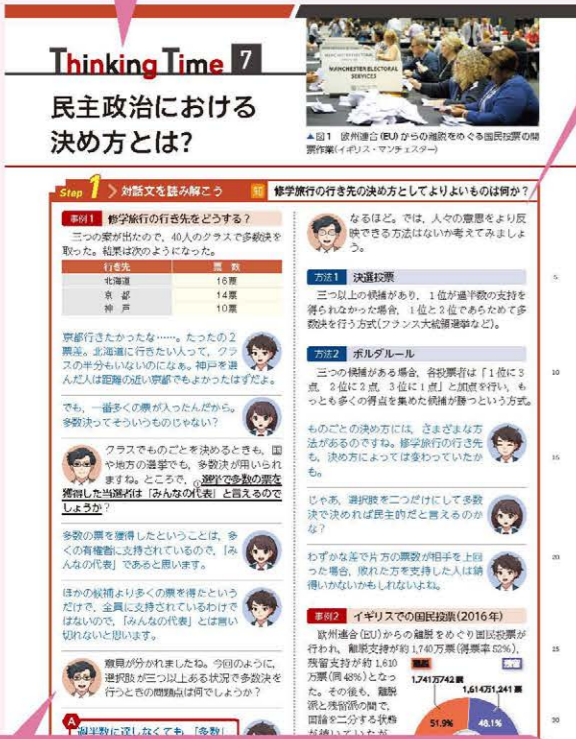 Thinking Time 7
民主政治における
決め方とは?
MANCHESTER ELECTORAL
SERVICES
▲図1 欧州連合(EU)からの離脱をめぐる国民投票の開
票作業(イギリス・マンチェスター)
Step 1 対話文を読み解こう
修学旅行の行き先の決め方としてよりよいものは何か?
事例1 修学旅行の行き先をどうする?
三つの案が出たので,40人のクラスで多数決を
取った。結果は次のようになった。
行き先 票 数
北海道 16票
京 都 14票
神 戸 10票
京都行きたかったな……。たったの2
票差。北海道に行きたい人って,クラ
スの半分もいないのになぁ。神戸を選
んだ人は距離の近い京都でもよかったはずだよ。
でも,一番多くの票が入ったんだから。
多数決ってそういうものじゃない?
クラスでものごとを決めるときも,国
や地方の選挙でも,多数決が用いられ
ますね。ところで,①選挙で多数の票を
獲得した当選者は「みんなの代表」と言えるので
しょうか?
多数の票を獲得したということは,多
くの有権者に支持されているので,「み
んなの代表」であると思います。
ほかの候補より多くの票を得たという
だけで,全員に支持されているわけで
はないので,「みんなの代表」とは言い
切れないと思います。
意見が分かれましたね。今回のように,
選択肢が三つ以上ある状況で多数決を
行うときの問題点は何でしょうか?
A
過半数に達しなくても,「多数」
なるほど。では,人々の意思をより反
映できる方法はないか考えてみましょ
う。
方法1 決選投票
三つ以上の候補があり,1位が過半数の支持を
得られなかった場合,1位と2位であらためて多
数決を行う方式(フランス大統領選挙など)。
方法2 ボルダルール
三つの候補がある場合,各投票者は「1位に3
点,2位に2点,3位に1点」と加点を行い,も
っとも多くの得点を集めた候補が勝つという方式。
ものごとの決め方には,さまざまな方
法があるのですね。修学旅行の行き先
も,決め方によっては変わっていたか
も。
じゃあ,選択肢を二つだけにして多数
決で決めれば民主的だと言えるのか
な?
わずかな差で片方の票数が相手を上回
った場合,敗れた方を支持した人は納
得いかないかもしれないよね。
事例2 イギリスでの国民投票(2016年)
欧州連合(EU)からの離脱をめぐり国民投票が
行われ,離脱支持が約1,740万票(得票率52%),
残留支持が約1,610
万票(同48%)となっ
た。その後も,離脱
派と残留派の間で,
国論を二分する状態
が続いていたが
離脱
残留
1,741万742票
1,614万1,241票
51.9%
48.1%
5
10
15
20
25
30